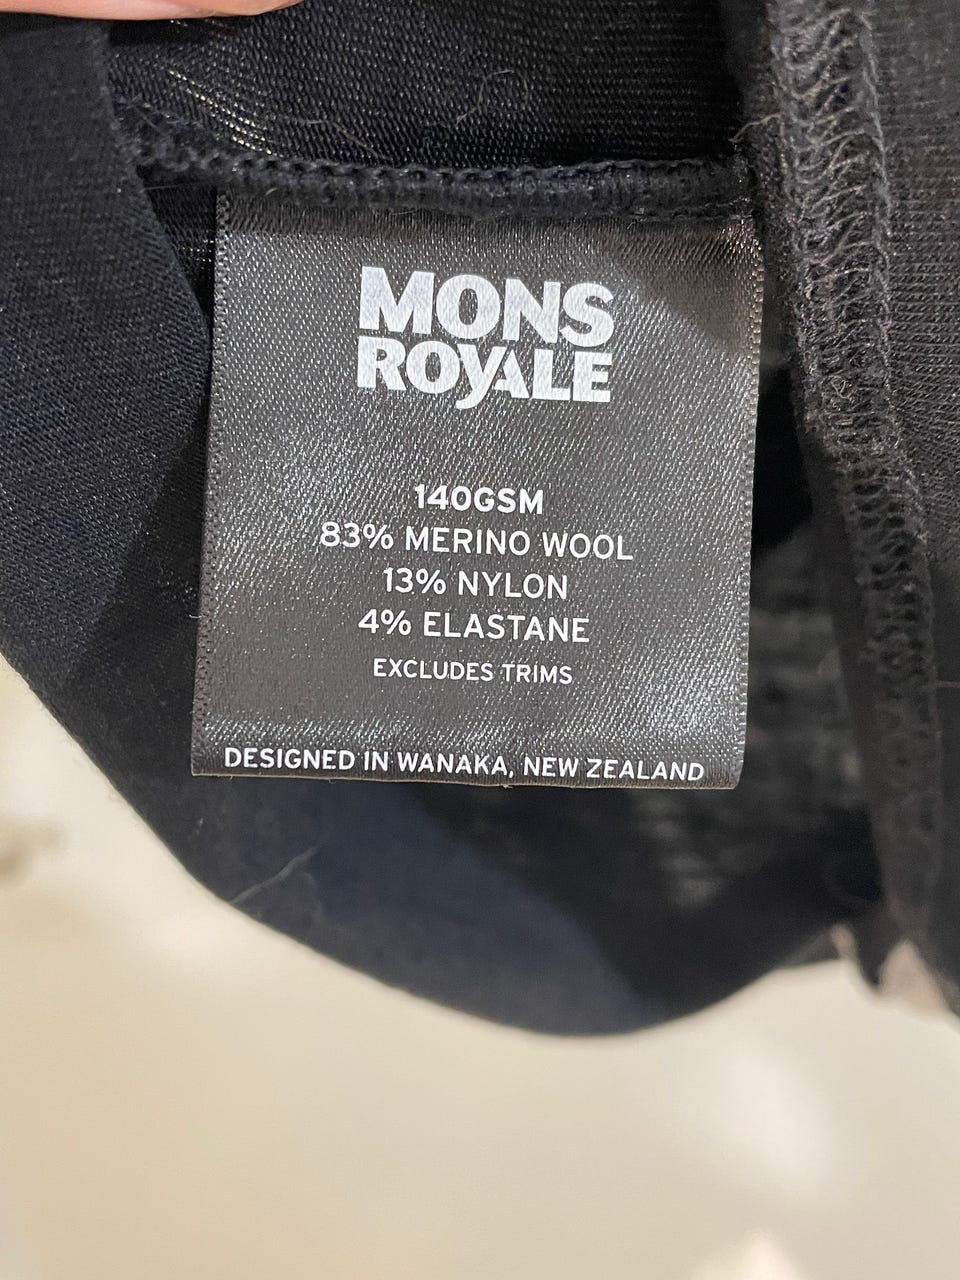 MONS
ROYALE
140GSM
83% MERINO WOOL
13% NYLON
4% ELASTANE
EXCLUDES TRIMS
DESIGNED IN WANAKA, NEW ZEALAND